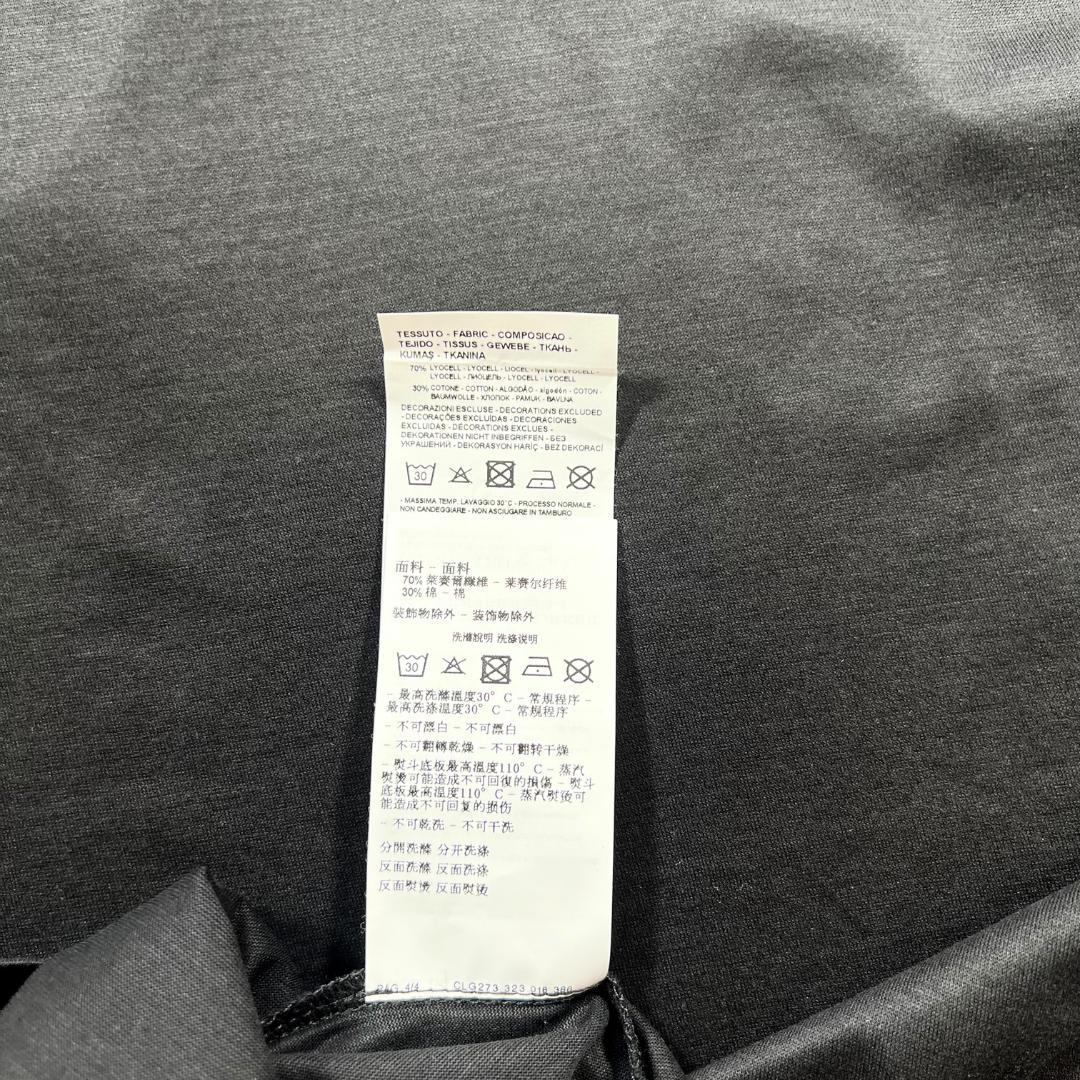 TESSUTO - FABRIC - COMPOSICAO -
TEJIDO - TISSUS - GEWEBE - ТКАНЬ -
KUMAŞ - TKANINA
70% LYOCELL - LYOCELL - LIOCEL - lyocell - LYOCELL -
LYOCELL - ЛИОЦЕЛЬ - LYOCELL - LYOCELL
30% COTONE - COTTON - ALGODÃO - algodón - COTON -
BAUMWOLLE - ХЛОПОК - PAMUK - BAVLNA
DECORAZIONI ESCLUSE - DECORATIONS EXCLUDED
- DECORAÇÕES EXCLUÍDAS - DECORACIONES
EXCLUIDAS - DÉCORATIONS EXCLUES -
DEKORATIONEN NICHT INBEGRIFFEN - БЕЗ
УКРАШЕНИЙ - DEKORASYON HARİÇ - BEZ DEKORACÍ
30
- MASSIMA TEMP. LAVAGGIO 30°C - PROCESSO NORMALE -
NON CANDEGGIARE - NON ASCIUGARE IN TAMBURO
面料 - 面料
70% 萊賽爾纖維 - 莱赛尔纤维
30% 棉 - 棉
裝飾物除外 - 装饰物除外
洗滌說明 洗涤说明
30
- 最高洗滌溫度30° C - 常規程序 -
最高洗涤温度30° C - 常规程序
- 不可漂白 - 不可漂白
- 不可翻轉乾燥 - 不可翻转干燥
- 熨斗底板最高溫度110° C - 蒸汽
熨燙可能造成不可回復的損傷 - 熨斗
底板最高温度110° C - 蒸汽熨烫可
能造成不可回复的损伤
- 不可乾洗 - 不可干洗
分開洗滌 分开洗涤
反面洗滌 反面洗涤
反面熨燙 反面熨烫
PAG. 4/4 CLG273 323 016 380